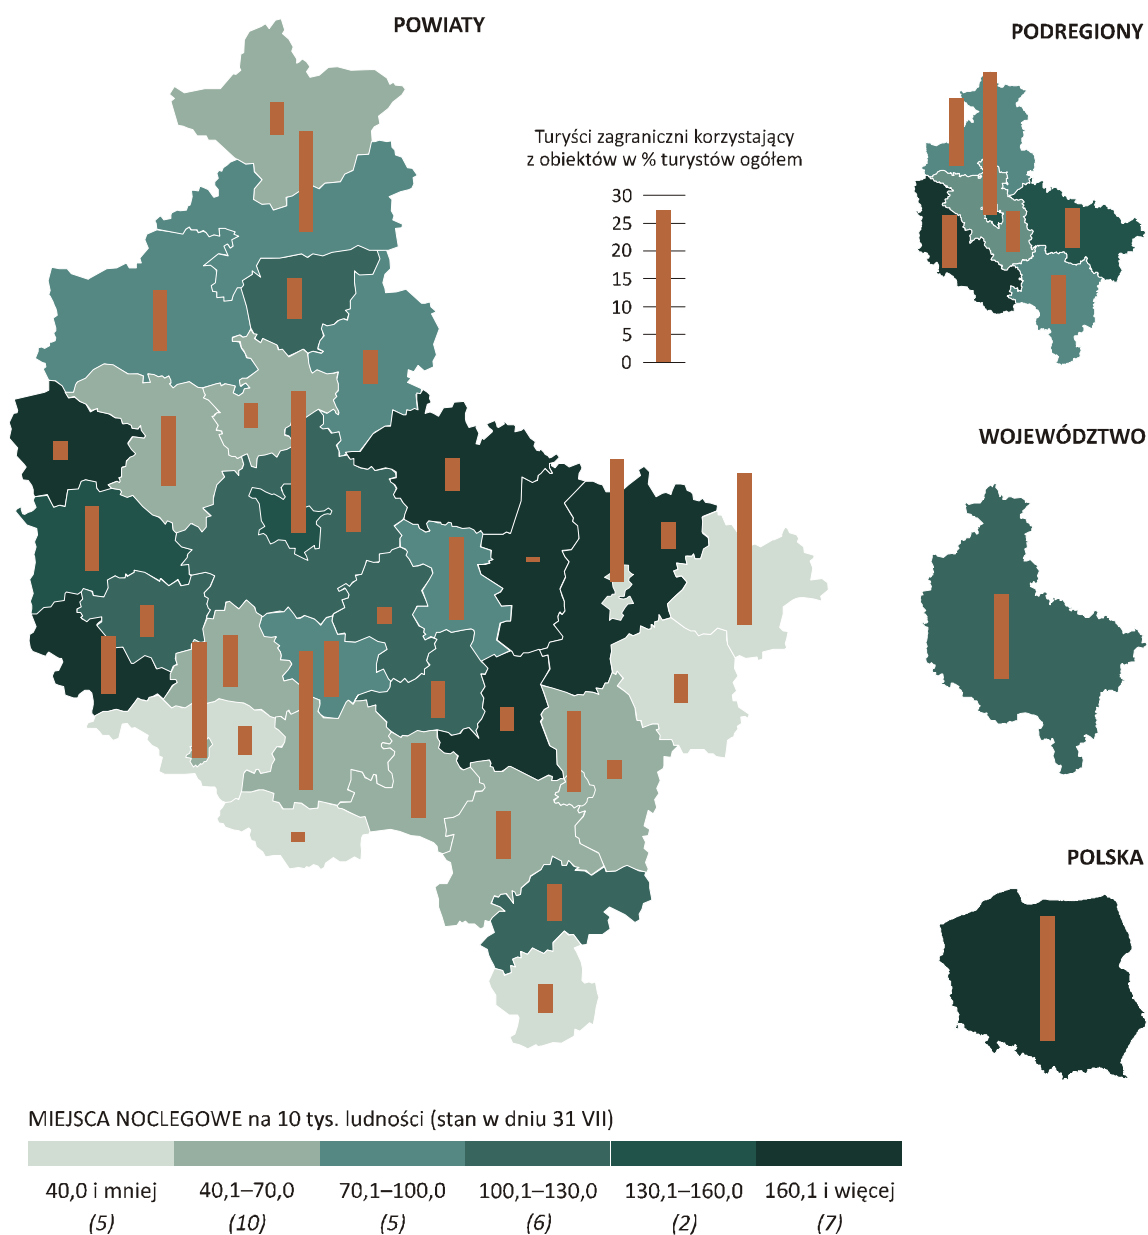 POWIATY
PODREGIONY
Turyści zagraniczni korzystający
z obiektów w % turystów ogółem
30
25
20
15
10
5
0
WOJEWÓDZTWO
POLSKA
MIEJSCA NOCLEGOWE na 10 tys. ludności (stan w dniu 31 VII)
40,0 i mniej 40,1–70,0 70,1–100,0 100,1–130,0 130,1–160,0 160,1 i więcej
(5) (10) (5) (6) (2) (7)